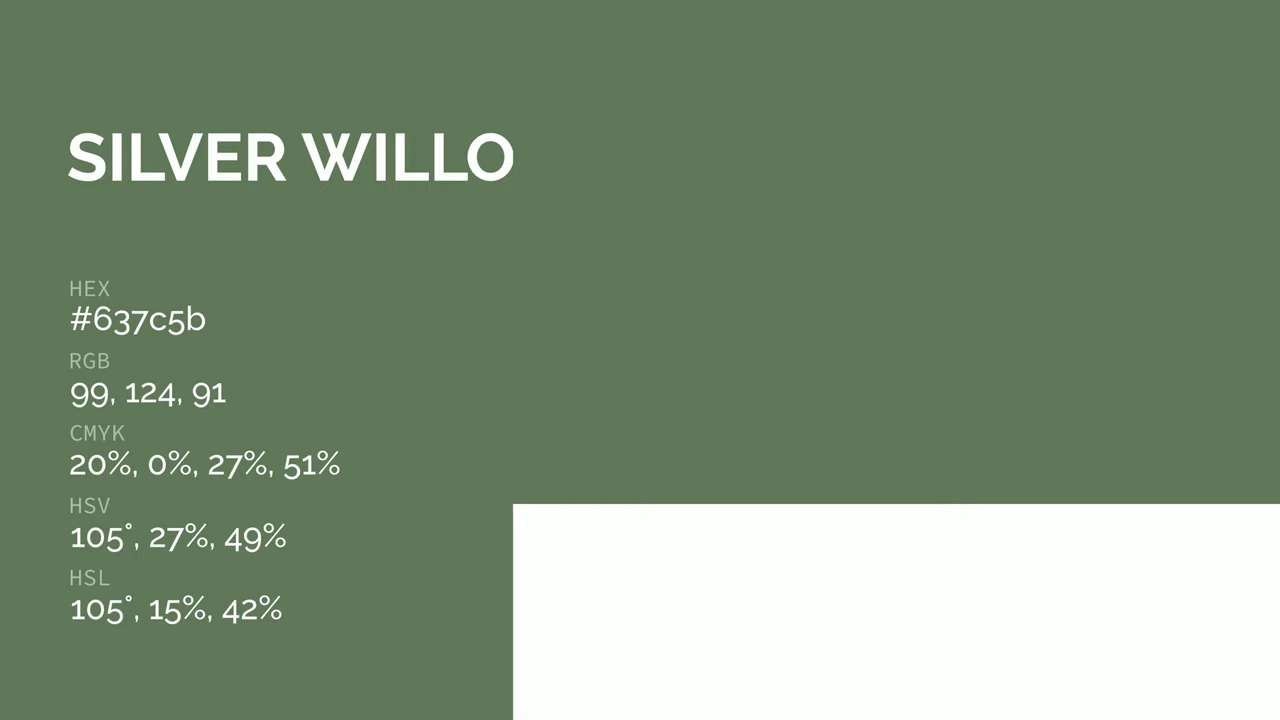 SILVER WILLO
HEX
#637c5b
RGB
99, 124, 91
CMYK
20%, 0%, 27%, 51%
HSV
105°, 27%, 49%
HSL
105°, 15%, 42%